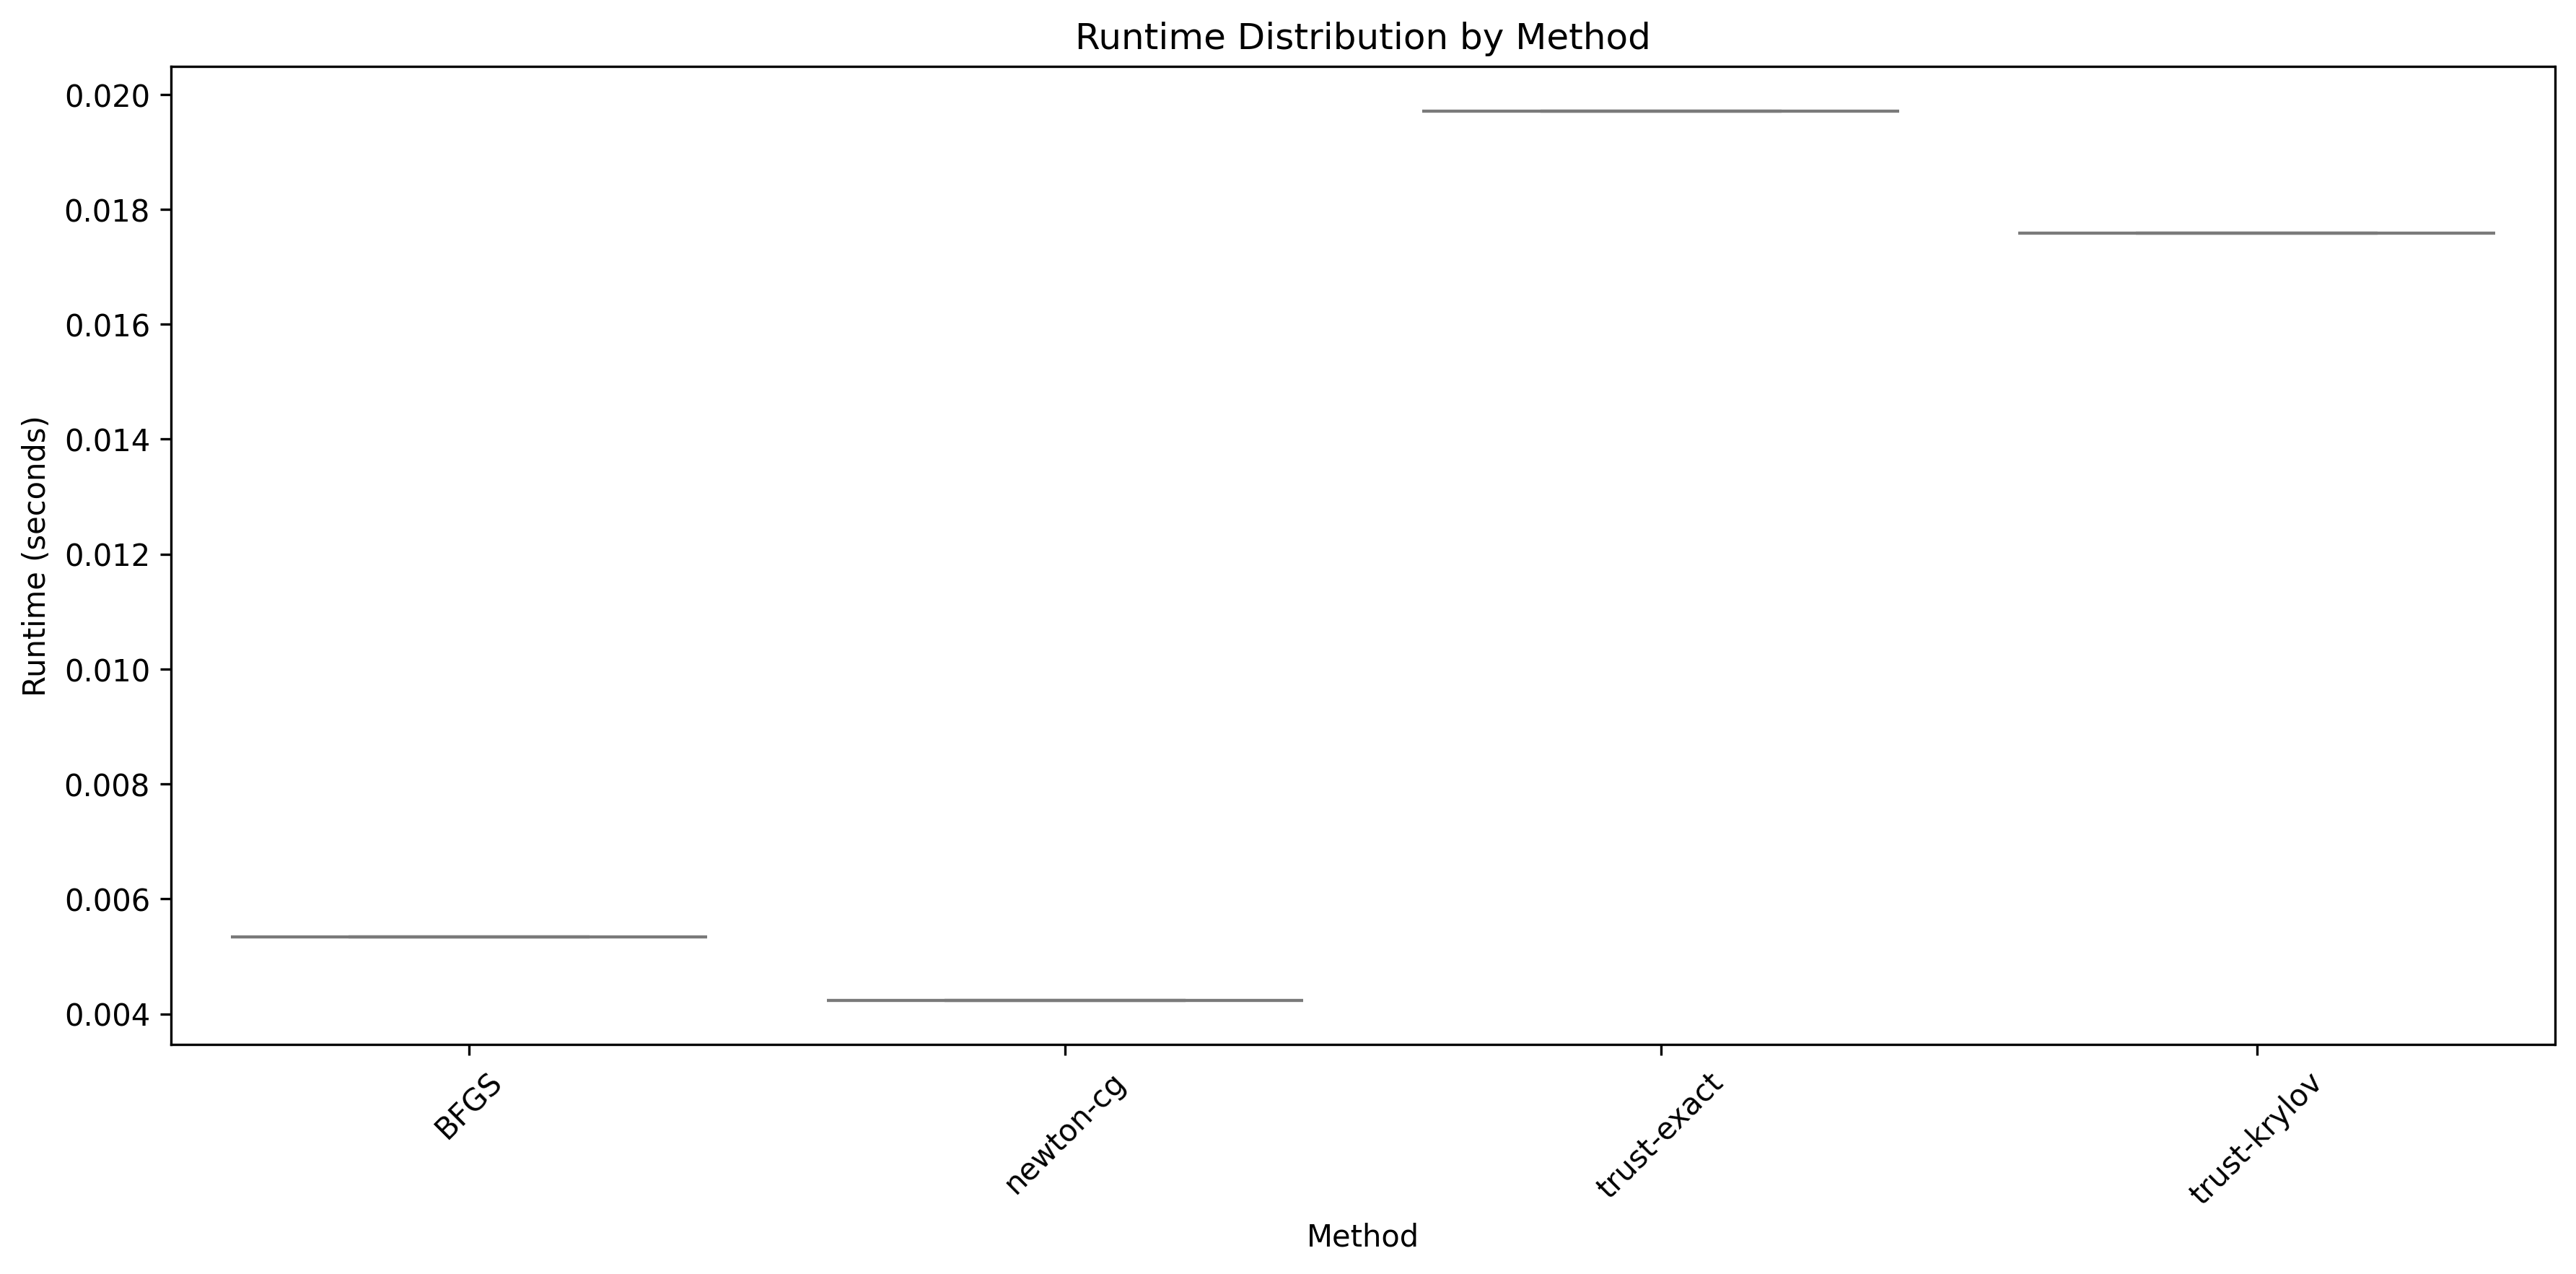 Runtime Distribution by Method
Runtime (seconds)
0.020
0.018
0.016
0.014
0.012
0.010
0.008
0.006
0.004
BFGS
newton-cg
trust-exact
trust-krylov
Method